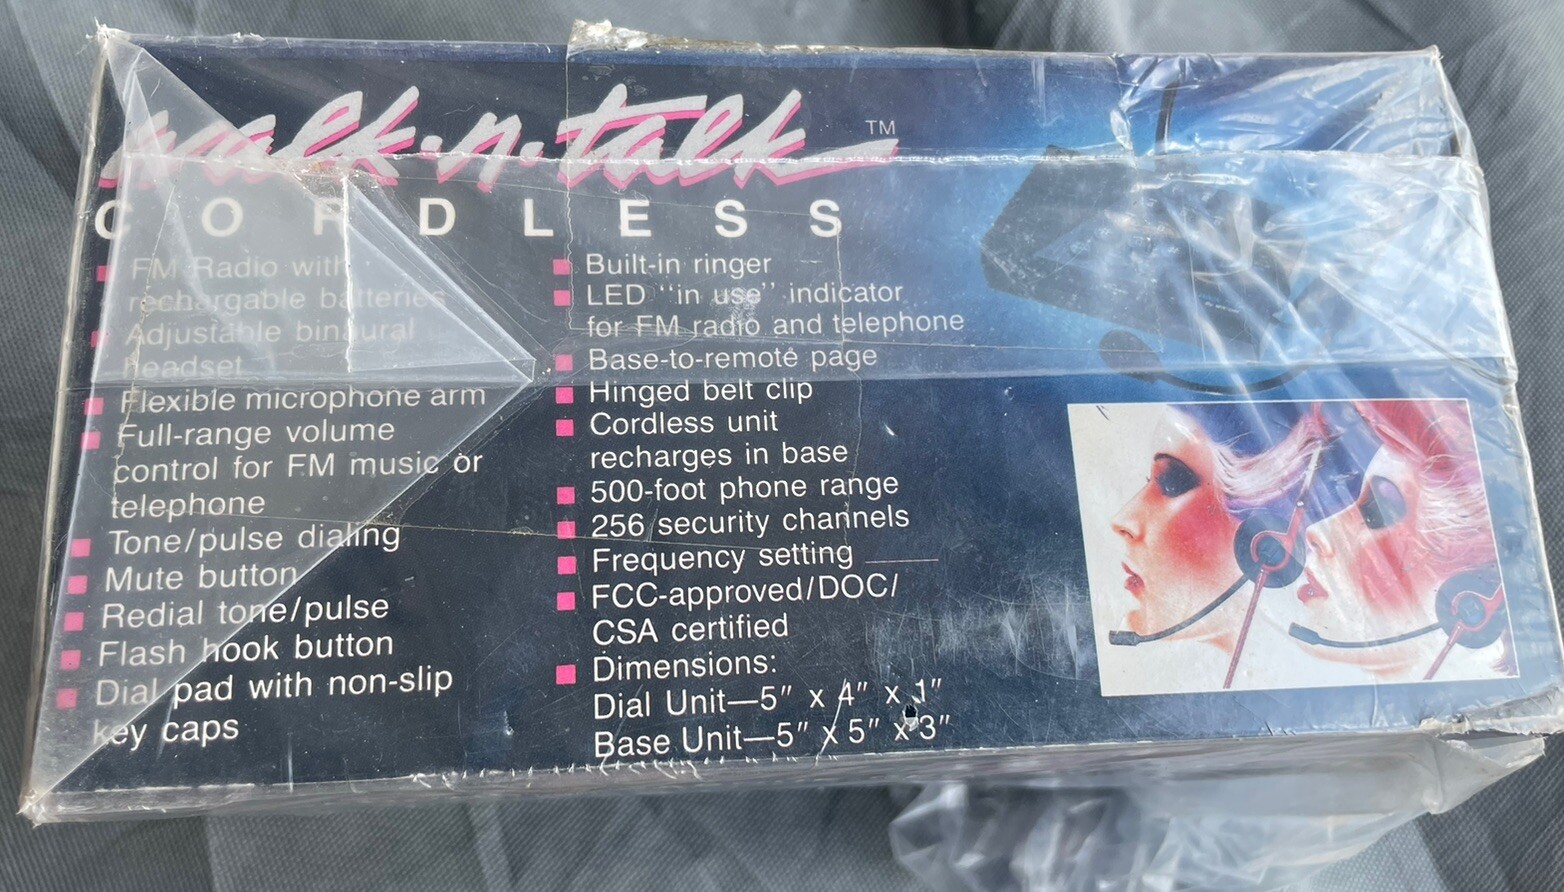 walk·n·talk TM
CORDLESS
FM Radio with
rechargable batteries
Adjustable binaural
headset
Flexible microphone arm
Full-range volume
control for FM music or
telephone
Tone/pulse dialing
Mute button
Redial tone/pulse
Flash hook button
Dial pad with non-slip
key caps
Built-in ringer
LED "in use" indicator
for FM radio and telephone
Base-to-remote page
Hinged belt clip
Cordless unit
recharges in base
500-foot phone range
256 security channels
Frequency setting ____
FCC-approved/DOC/
CSA certified
Dimensions:
Dial Unit—5" x 4" x 1"
Base Unit—5" x 5" x 3"